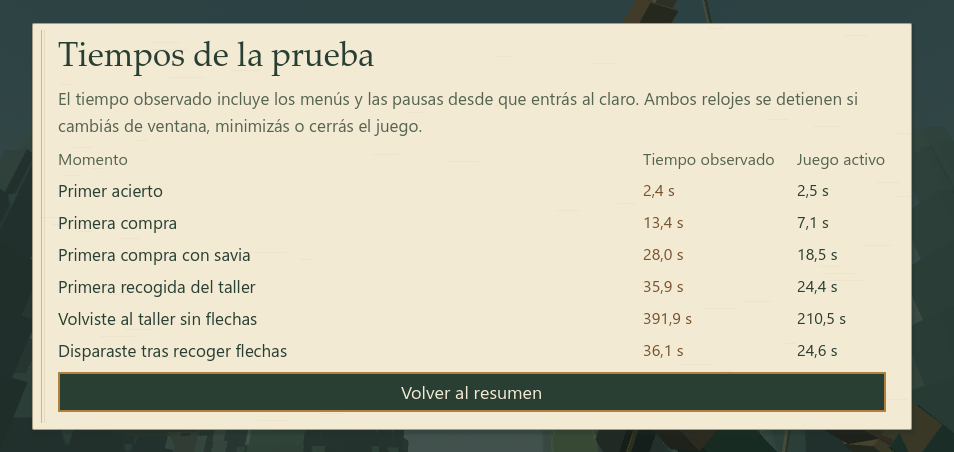 Tiempos de la prueba
El tiempo observado incluye los menús y las pausas desde que entrás al claro. Ambos relojes se detienen si
cambiás de ventana, minimizás o cerrás el juego.
Momento Tiempo observado Juego activo
Primer acierto 2,4 s 2,5 s
Primera compra 13,4 s 7,1 s
Primera compra con savia 28,0 s 18,5 s
Primera recogida del taller 35,9 s 24,4 s
Volviste al taller sin flechas 391,9 s 210,5 s
Disparaste tras recoger flechas 36,1 s 24,6 s
Volver al resumen